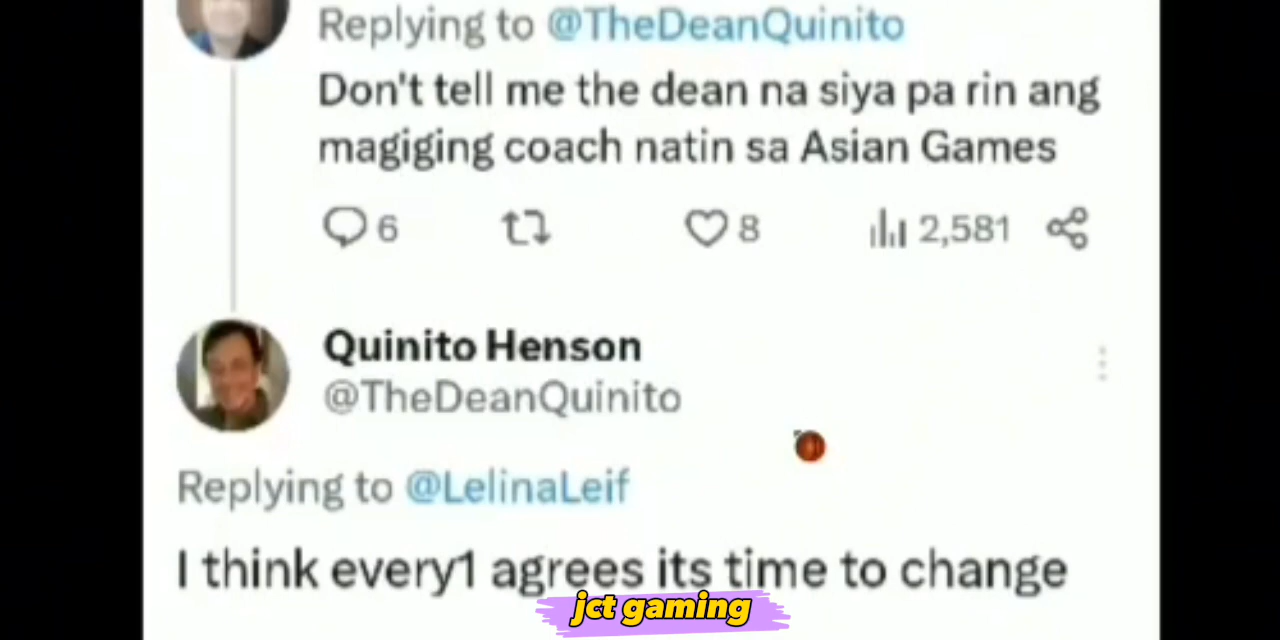 Replying to @TheDeanQuinito
Don't tell me the dean na siya pa rin ang
magiging coach natin sa Asian Games
6 8 2,581
Quinito Henson
@TheDeanQuinito
Replying to @LelinaLeif
I think every1 agrees its time to change
jct gaming